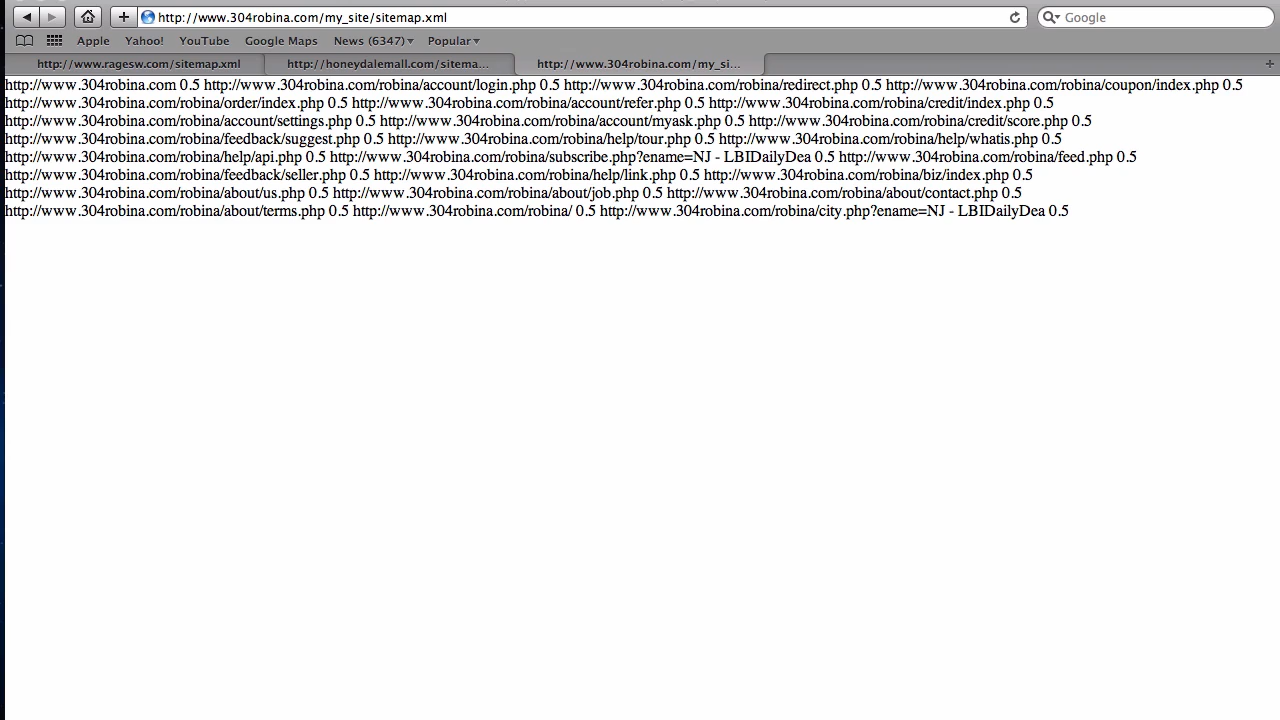 http://www.304robina.com/my_site/sitemap.xml
Google
Apple Yahoo! YouTube Google Maps News (6347) Popular
http://www.ragesw.com/sitemap.xml http://honeydalemall.com/sitema... http://www.304robina.com/my_si...
http://www.304robina.com 0.5 http://www.304robina.com/robina/account/login.php 0.5 http://www.304robina.com/robina/redirect.php 0.5 http://www.304robina.com/robina/coupon/index.php 0.5
http://www.304robina.com/robina/order/index.php 0.5 http://www.304robina.com/robina/account/refer.php 0.5 http://www.304robina.com/robina/credit/index.php 0.5
http://www.304robina.com/robina/account/settings.php 0.5 http://www.304robina.com/robina/account/myask.php 0.5 http://www.304robina.com/robina/credit/score.php 0.5
http://www.304robina.com/robina/feedback/suggest.php 0.5 http://www.304robina.com/robina/help/tour.php 0.5 http://www.304robina.com/robina/help/whatis.php 0.5
http://www.304robina.com/robina/help/api.php 0.5 http://www.304robina.com/robina/subscribe.php?ename=NJ - LBIDailyDea 0.5 http://www.304robina.com/robina/feed.php 0.5
http://www.304robina.com/robina/feedback/seller.php 0.5 http://www.304robina.com/robina/help/link.php 0.5 http://www.304robina.com/robina/biz/index.php 0.5
http://www.304robina.com/robina/about/us.php 0.5 http://www.304robina.com/robina/about/job.php 0.5 http://www.304robina.com/robina/about/contact.php 0.5
http://www.304robina.com/robina/about/terms.php 0.5 http://www.304robina.com/robina/ 0.5 http://www.304robina.com/robina/city.php?ename=NJ - LBIDailyDea 0.5